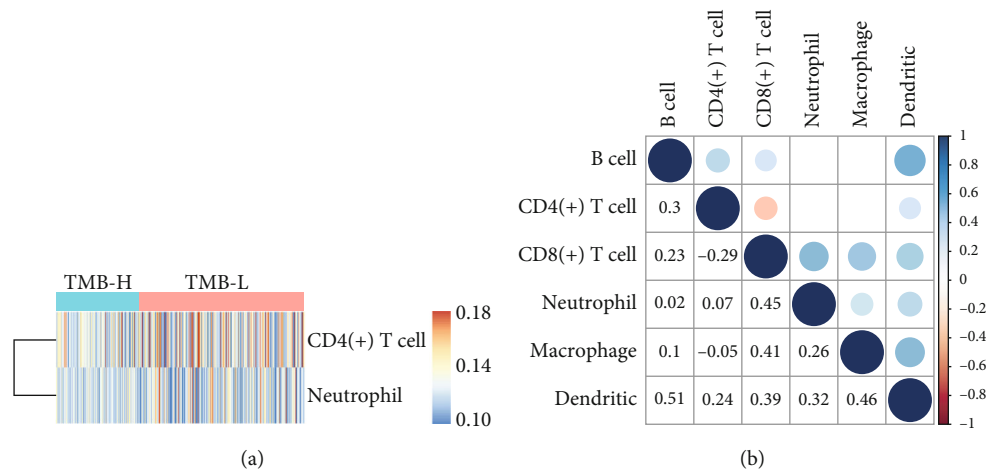 TMB-H TMB-L
CD4(+) T cell
Neutrophil
0.18
0.14
0.10
(a)
B cell
CD4(+) T cell
CD8(+) T cell
Neutrophil
Macrophage
Dendritic
B cell
CD4(+) T cell 0.3
CD8(+) T cell 0.23 –0.29
Neutrophil 0.02 0.07 0.45
Macrophage 0.1 –0.05 0.41 0.26
Dendritic 0.51 0.24 0.39 0.32 0.46
1
0.8
0.6
0.4
0.2
0
–0.2
–0.4
–0.6
–0.8
–1
(b)